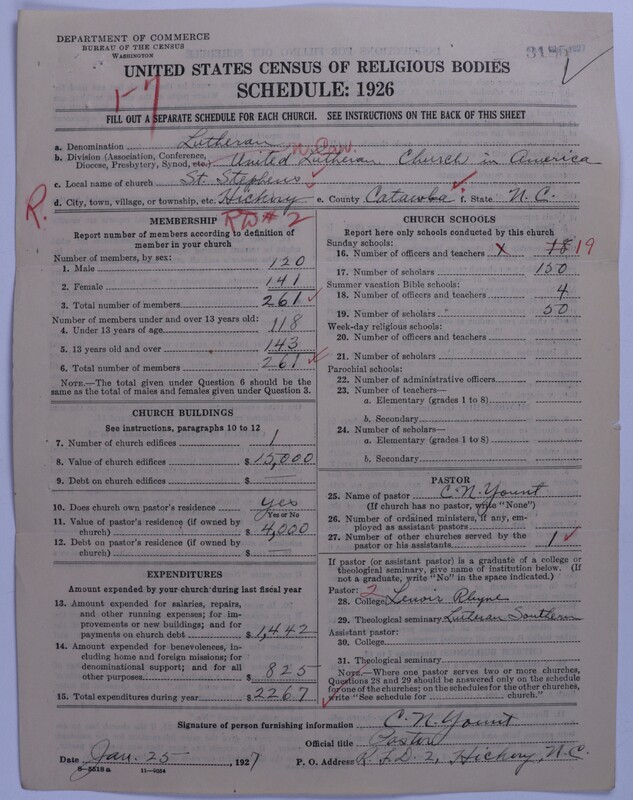 DEPARTMENT OF COMMERCE
BUREAU OF THE CENSUS
WASHINGTON
UNITED STATES CENSUS OF RELIGIOUS BODIES
SCHEDULE: 1926
1-7
FILL OUT A SEPARATE SCHEDULE FOR EACH CHURCH. SEE INSTRUCTIONS ON THE BACK OF THIS SHEET
a. Denomination Lutheran
b. Division (Association, Conference, Diocese, Presbytery, Synod, etc.) United Lutheran Church in America
c. Local name of church St. Stephens
d. City, town, village, or township, etc. Hickory e. County Catawba f. State N. C.
R.
RD# 2
MEMBERSHIP
Report number of members according to definition of member in your church
Number of members, by sex:
1. Male 120
2. Female 141
3. Total number of members 261
Number of members under and over 13 years old:
4. Under 13 years of age 118
5. 13 years old and over 143
6. Total number of members 261
NOTE.—The total given under Question 6 should be the same as the total of males and females given under Question 3.
CHURCH BUILDINGS
See instructions, paragraphs 10 to 12
7. Number of church edifices 1
8. Value of church edifices $ 15,000
9. Debt on church edifices $ —
10. Does church own pastor's residence yes
Yes or No
11. Value of pastor's residence (if owned by church) $ 4,000
12. Debt on pastor's residence (if owned by church) $ —
EXPENDITURES
Amount expended by your church during last fiscal year
13. Amount expended for salaries, repairs, and other running expenses; for improvements or new buildings; and for payments on church debt $ 1,442
14. Amount expended for benevolences, including home and foreign missions; for denominational support; and for all other purposes $ 825
15. Total expenditures during year $ 2267
CHURCH SCHOOLS
Report here only schools conducted by this church
Sunday schools:
16. Number of officers and teachers x 18 19
17. Number of scholars 150
Summer vacation Bible schools:
18. Number of officers and teachers 4
19. Number of scholars 50
Week-day religious schools:
20. Number of officers and teachers
21. Number of scholars
Parochial schools:
22. Number of administrative officers
23. Number of teachers—
a. Elementary (grades 1 to 8)
b. Secondary
24. Number of scholars—
a. Elementary (grades 1 to 8)
b. Secondary
PASTOR
25. Name of pastor C. N. Yount
(If church has no pastor, write "None")
26. Number of ordained ministers, if any, employed as assistant pastors
27. Number of other churches served by the pastor or his assistants 1
If pastor (or assistant pastor) is a graduate of a college or theological seminary, give name of institution below. (If not a graduate, write "No" in the space indicated.)
Pastor: 2
28. College Lenoir Rhyne
29. Theological seminary Lutheran Southern
Assistant pastor:
30. College
31. Theological seminary
NOTE.—Where one pastor serves two or more churches, Questions 28 and 29 should be answered only on the schedule for one of the churches; on the schedules for the other churches, write "See schedule for church."
Signature of person furnishing information C. N. Yount
Official title Pastor
Date Jan. 25, 1927 P. O. Address R. F. D. 2, Hickory, N.C.
8-5518a 11-9054